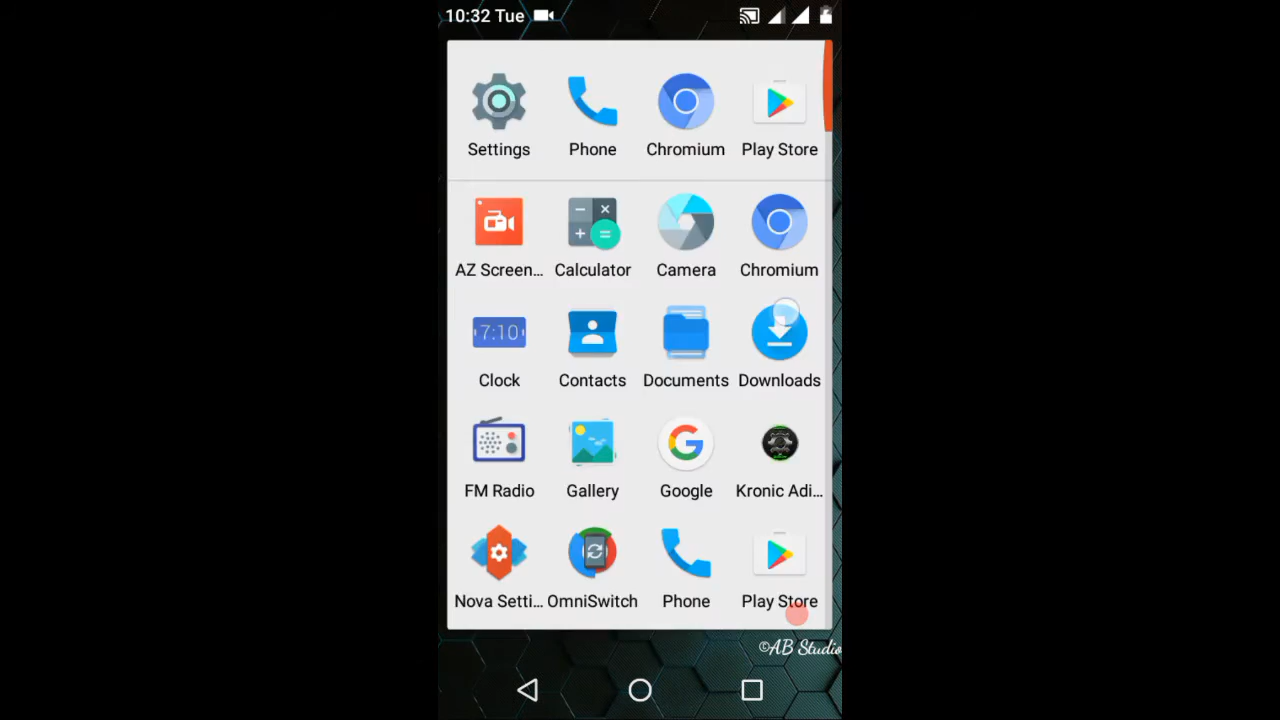 10:32 Tue
Settings Phone Chromium Play Store
AZ Screen... Calculator Camera Chromium
7:10
Clock Contacts Documents Downloads
FM Radio Gallery Google Kronic Adi...
Nova Setti... OmniSwitch Phone Play Store
©AB Studio